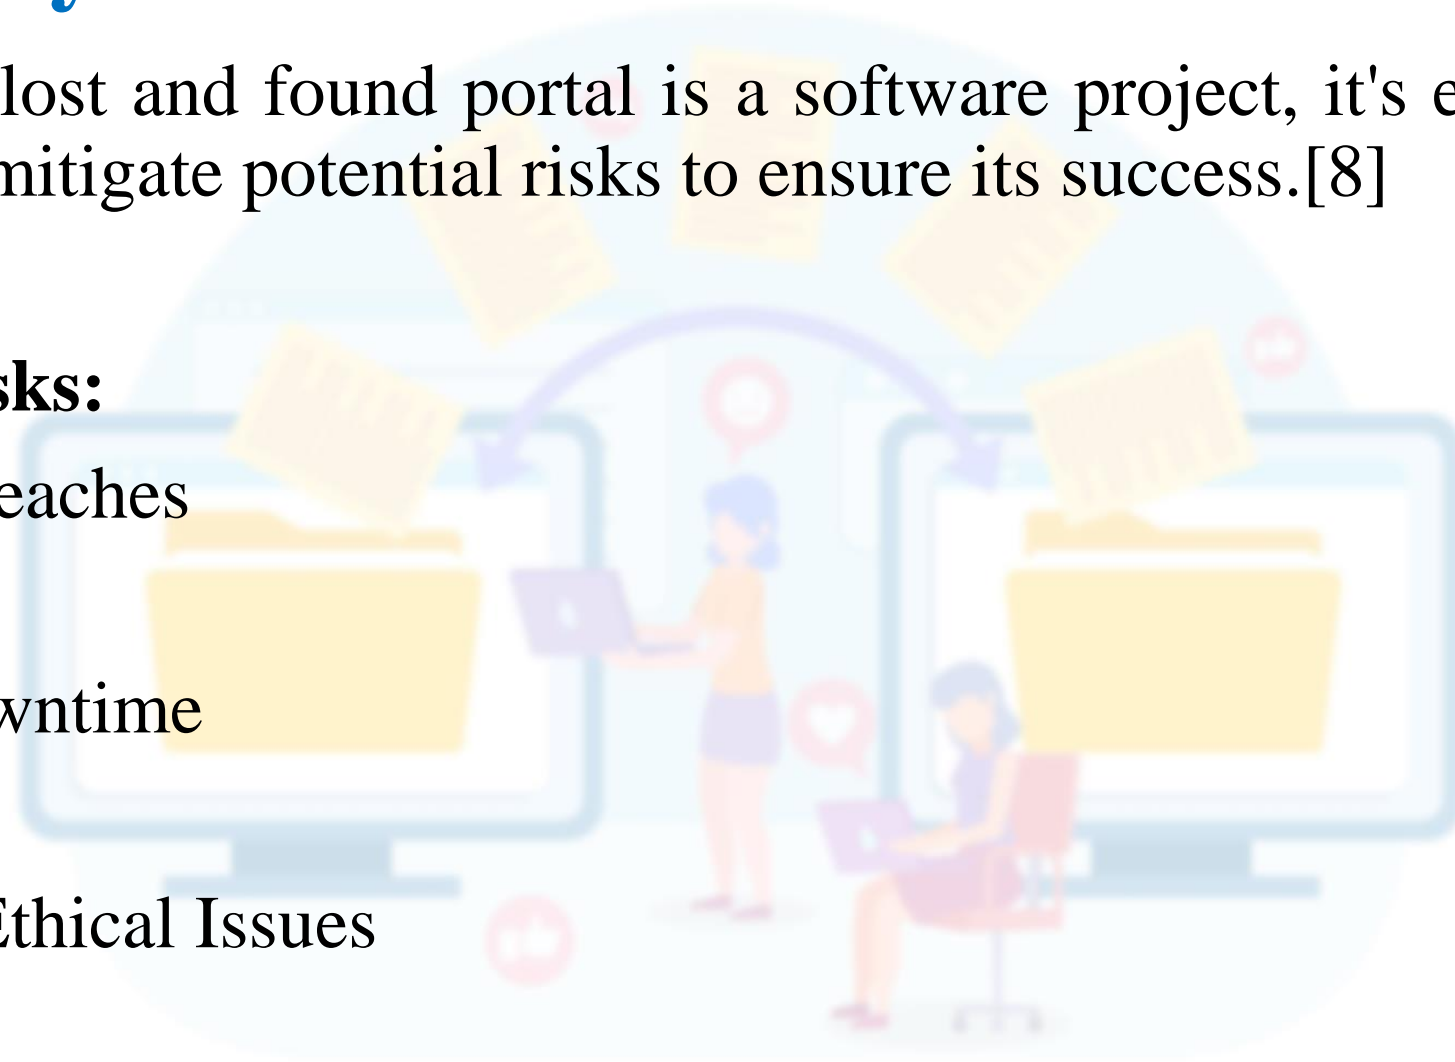 lost and found portal is a software project, it's e
mitigate potential risks to ensure its success.[8]
sks:
eaches
wntime
Ethical Issues